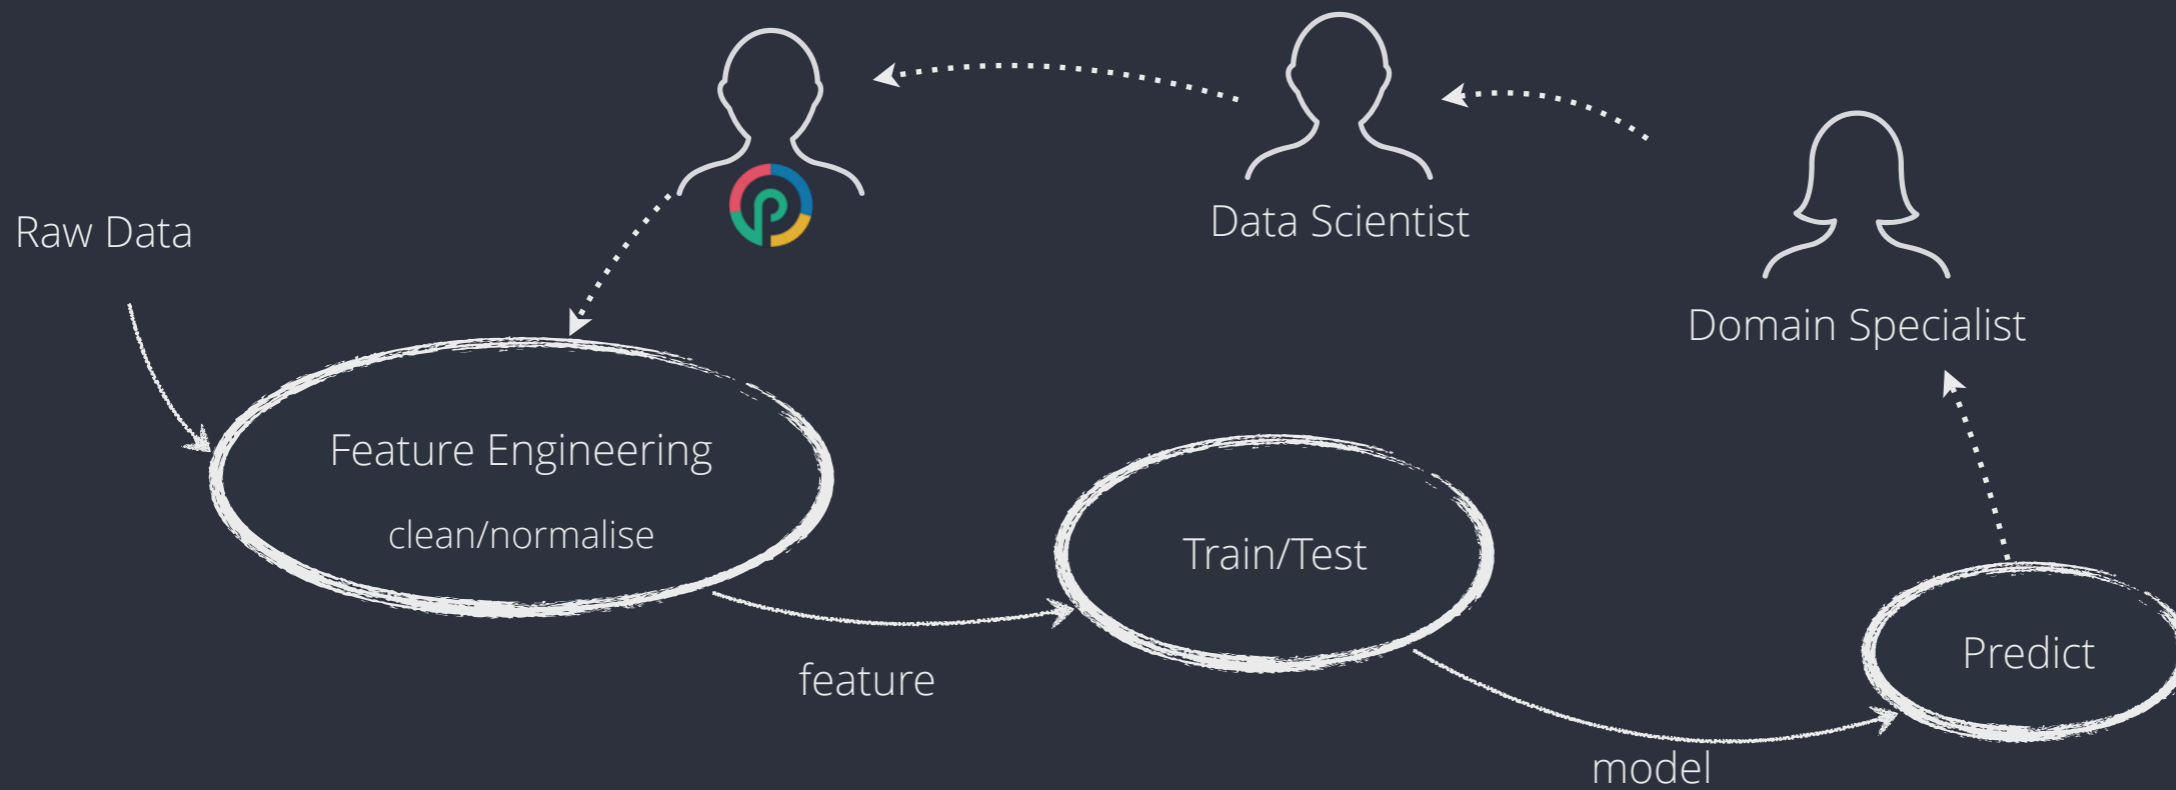 Raw Data
Data Scientist
Domain Specialist
Feature Engineering
clean/normalise
Train/Test
Predict
feature
model